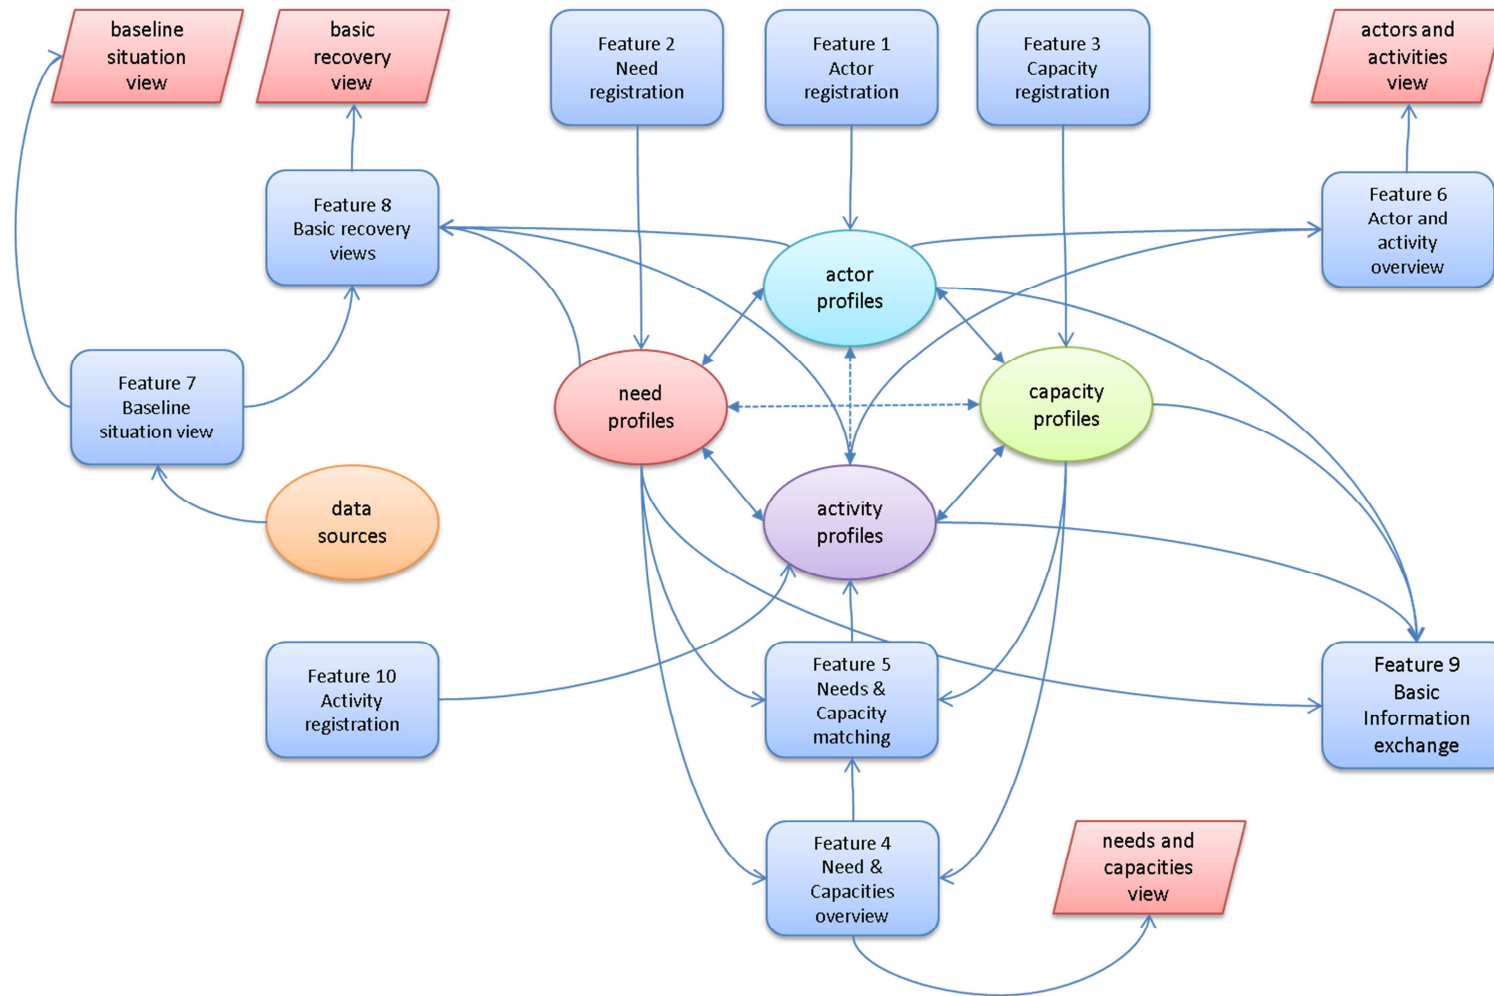 baseline
situation
view
basic
recovery
view
Feature 2
Need
registration
Feature 1
Actor
registration
Feature 3
Capacity
registration
actors and
activities
view
Feature 8
Basic recovery
views
Feature 6
Actor and
activity
overview
actor
profiles
Feature 7
Baseline
situation view
need
profiles
capacity
profiles
data
sources
activity
profiles
Feature 10
Activity
registration
Feature 5
Needs &
Capacity
matching
Feature 9
Basic
Information
exchange
Feature 4
Need &
Capacities
overview
needs and
capacities
view